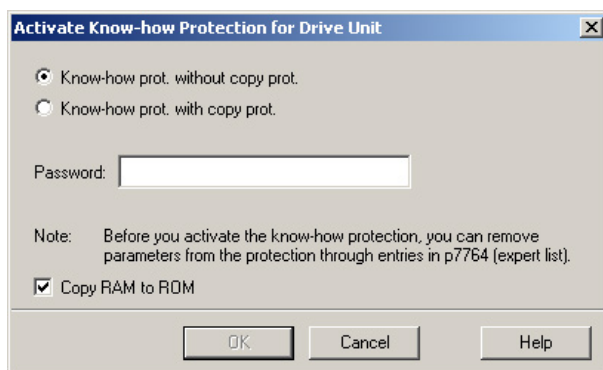 Activate Know-how Protection for Drive Unit
Know-how prot. without copy prot.
Know-how prot. with copy prot.
Password:
Note: Before you activate the know-how protection, you can remove
parameters from the protection through entries in p7764 (expert list).
Copy RAM to ROM
OK Cancel Help